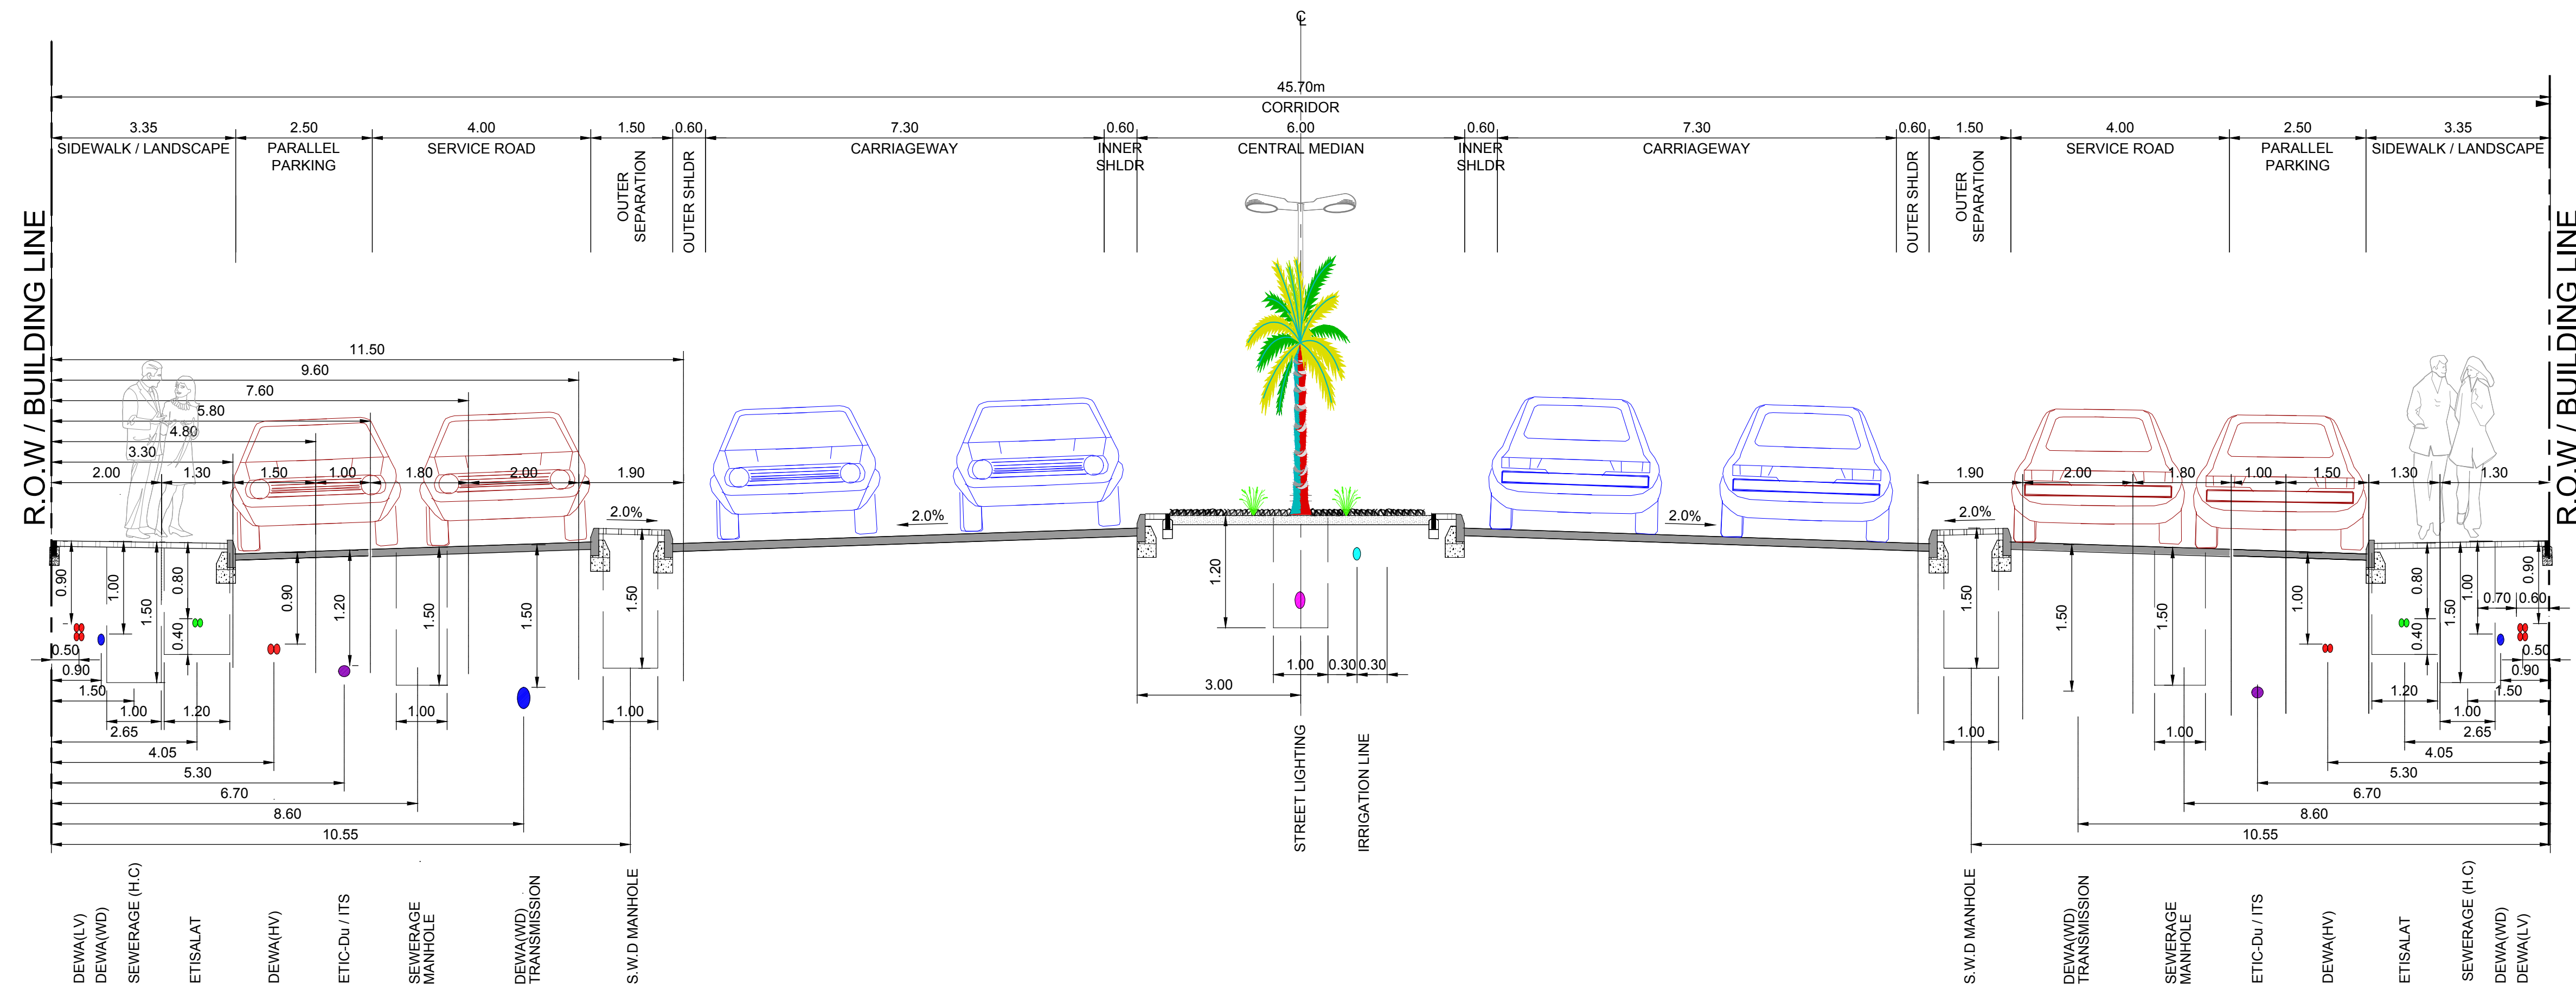 ℄
45.70m
CORRIDOR
3.35 2.50 4.00 1.50 0.60 7.30 0.60 6.00 0.60 7.30 0.60 1.50 4.00 2.50 3.35
SIDEWALK / LANDSCAPE
PARALLEL
PARKING
SERVICE ROAD
OUTER
SEPARATION
OUTER SHLDR
CARRIAGEWAY
INNER
SHLDR
CENTRAL MEDIAN
INNER
SHLDR
CARRIAGEWAY
OUTER SHLDR
OUTER
SEPARATION
SERVICE ROAD
PARALLEL
PARKING
SIDEWALK / LANDSCAPE
R.O.W / BUILDING LINE
R.O.W / BUILDING LINE
11.50
9.60
7.60
5.80
4.80
3.30
2.00 1.30 1.50 1.00 1.80 2.00 1.90
1.90 2.00 1.80 1.00 1.50 1.30 1.30
2.0%
2.0%
2.0%
2.0%
0.90
1.00
1.50
0.80
0.40
0.90
1.20
1.50
1.50
1.50
1.20
1.50
1.50
1.50
1.00
0.80
0.40
1.50
1.00
0.90
0.70 0.60
0.50
0.90
1.50
1.00 1.20 1.00 1.00
2.65
4.05
5.30
6.70
8.60
10.55
1.00 0.30 0.30
3.00
0.50
0.90
1.50
1.20
1.00
1.00 1.00
2.65
4.05
5.30
6.70
8.60
10.55
STREET LIGHTING
IRRIGATION LINE
DEWA(LV)
DEWA(WD)
SEWERAGE (H.C)
ETISALAT
DEWA(HV)
ETIC-Du / ITS
SEWERAGE
MANHOLE
DEWA(WD)
TRANSMISSION
S.W.D MANHOLE
S.W.D MANHOLE
DEWA(WD)
TRANSMISSION
SEWERAGE
MANHOLE
ETIC-Du / ITS
DEWA(HV)
ETISALAT
SEWERAGE (H.C)
DEWA(WD)
DEWA(LV)